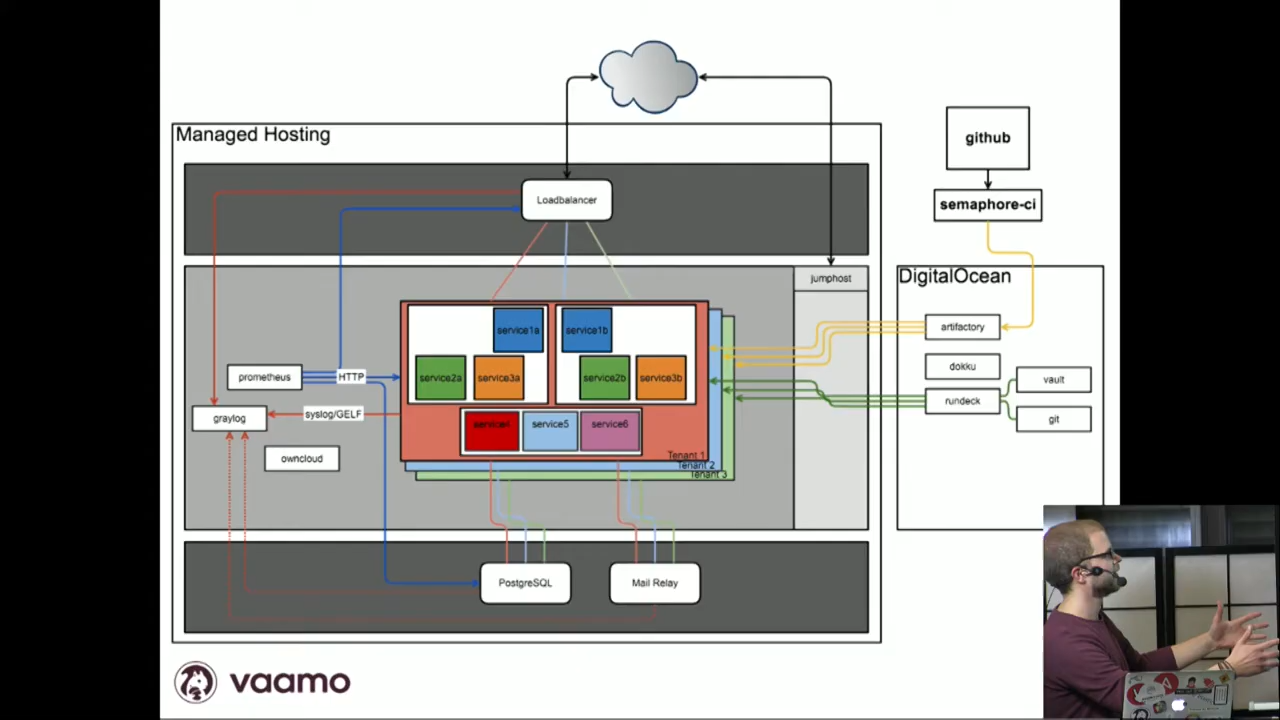 Managed Hosting
github
Loadbalancer
semaphore-ci
jumphost
DigitalOcean
service1a
service1b
artifactory
prometheus
HTTP
service2a
service3a
service2b
service3b
dokku
vault
rundeck
graylog
syslog/GELF
service4
service5
service6
git
owncloud
Tenant 1
Tenant 2
Tenant 3
PostgreSQL
Mail Relay
vaamo